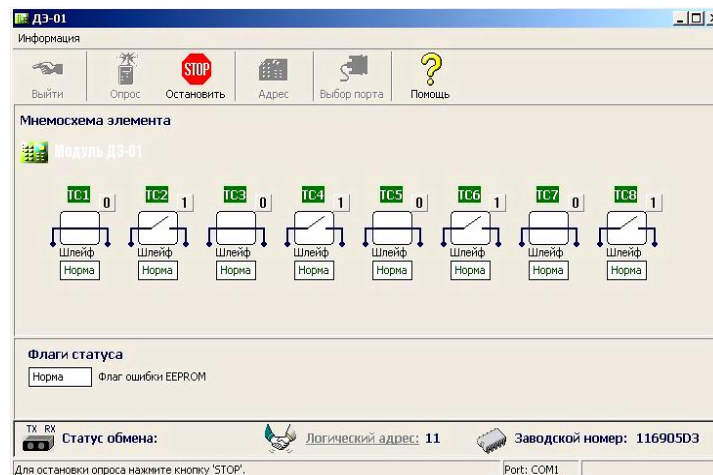 ДЭ-01
Информация
STOP
Выйти Опрос Остановить Адрес Выбор порта Помощь
Мнемосхема элемента
Модуль ДЭ-01
ТС1 0 ТС2 1 ТС3 0 ТС4 1 ТС5 0 ТС6 1 ТС7 0 ТС8 1
Шлейф Шлейф Шлейф Шлейф Шлейф Шлейф Шлейф Шлейф
Норма Норма Норма Норма Норма Норма Норма Норма
Флаги статуса
Норма Флаг ошибки EEPROM
TX RX
Статус обмена: Логический адрес: 11 Заводской номер: 116905D3
Для остановки опроса нажмите кнопку 'STOP'. Port: COM1